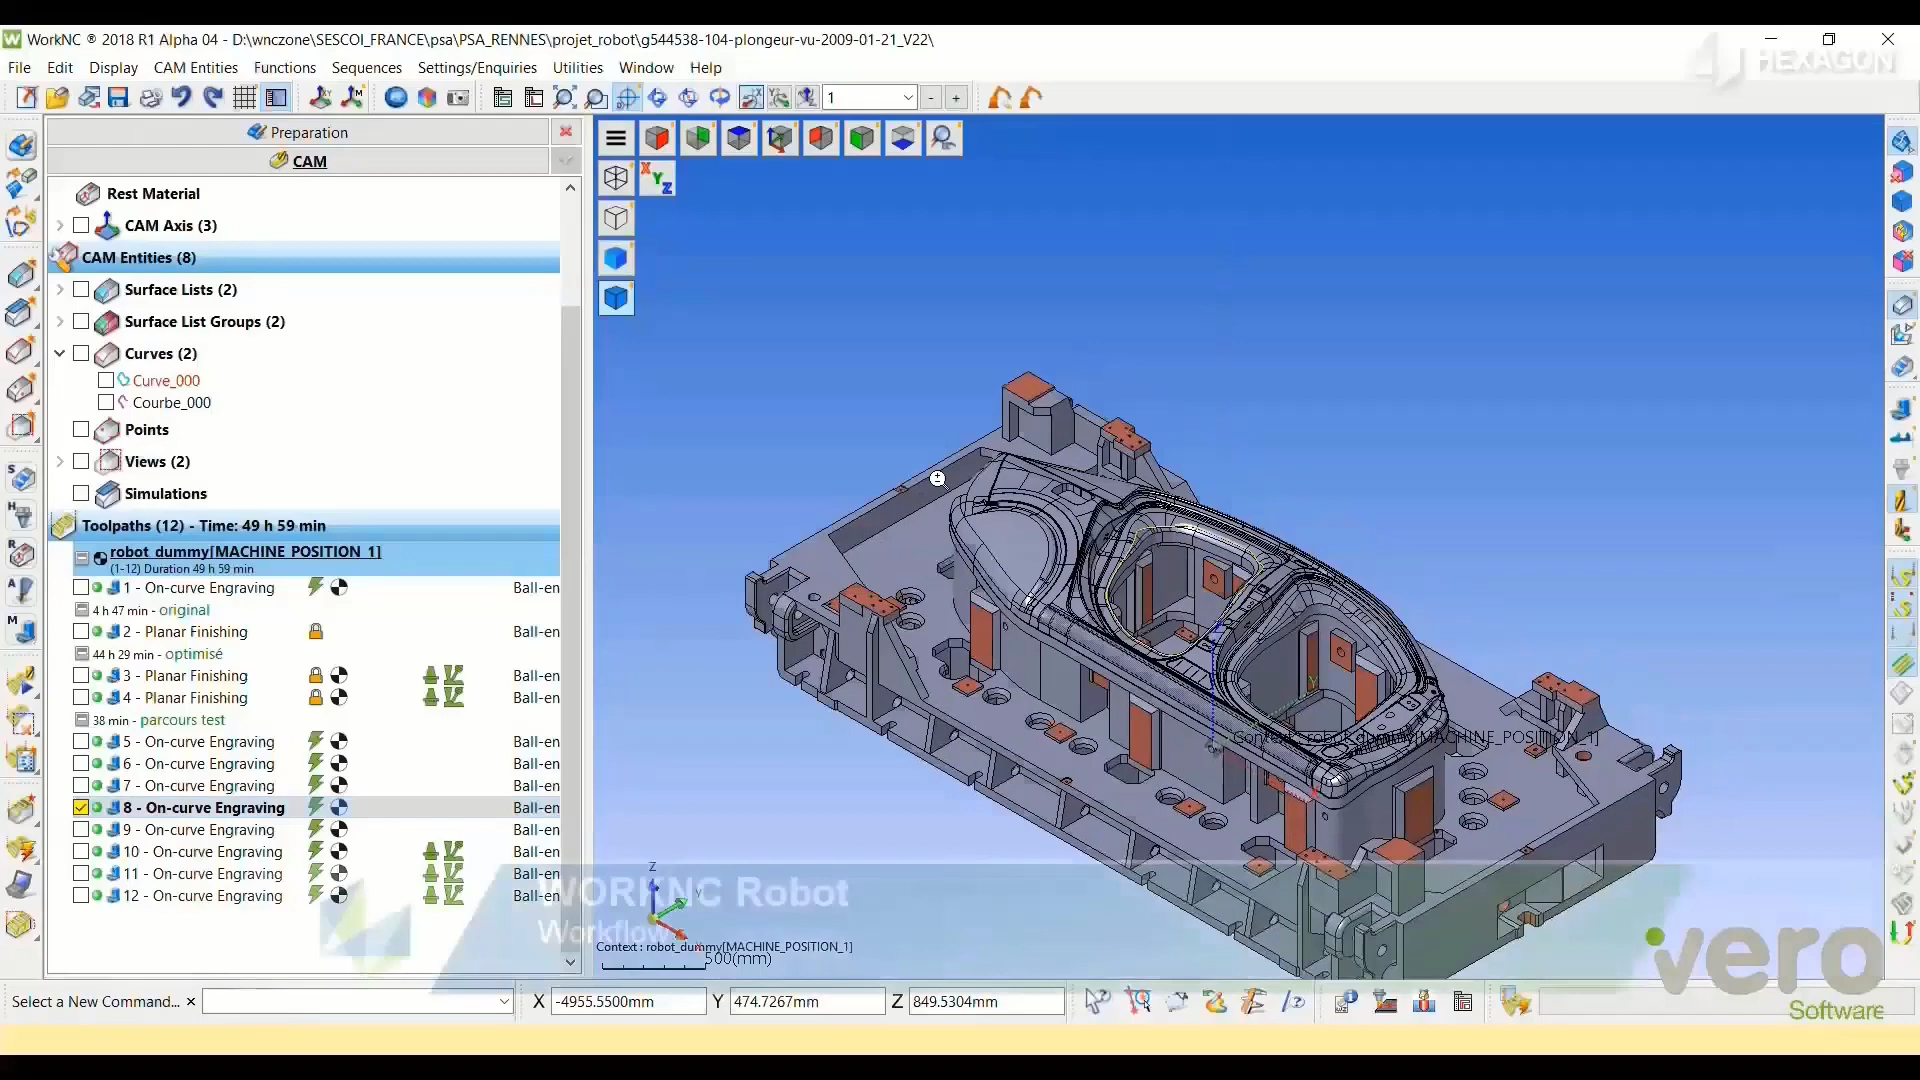 WorkNC ® 2018 R1 Alpha 04 - D:\wnczone\SESCOI_FRANCE\psa\PSA_RENNES\projet_robot\g544538-104-plongeur-vu-2009-01-21_V22\
HEXAGON
File Edit Display CAM Entities Functions Sequences Settings/Enquiries Utilities Window Help
1 - +
Preparation
CAM
X Y Z
Rest Material
CAM Axis (3)
CAM Entities (8)
Surface Lists (2)
Surface List Groups (2)
Curves (2)
Curve_000
Courbe_000
Points
Views (2)
Simulations
Toolpaths (12) - Time: 49 h 59 min
robot_dummy[MACHINE_POSITION_1]
(1-12) Duration 49 h 59 min
1 - On-curve Engraving Ball-en
4 h 47 min - original
2 - Planar Finishing Ball-en
44 h 29 min - optimisé
3 - Planar Finishing Ball-en
4 - Planar Finishing Ball-en
38 min - parcours test
5 - On-curve Engraving Ball-en
6 - On-curve Engraving Ball-en
7 - On-curve Engraving Ball-en
8 - On-curve Engraving Ball-en
9 - On-curve Engraving Ball-en
10 - On-curve Engraving Ball-en
11 - On-curve Engraving Ball-en
12 - On-curve Engraving Ball-en
Context : robot_dummy[MACHINE_POSITION_1]
Y
Z
WORKNC Robot
Workflow
Context : robot_dummy[MACHINE_POSITION_1]
500(mm)
vero
Software
Select a New Command... × X -4955.5500mm Y 474.7267mm Z 849.5304mm